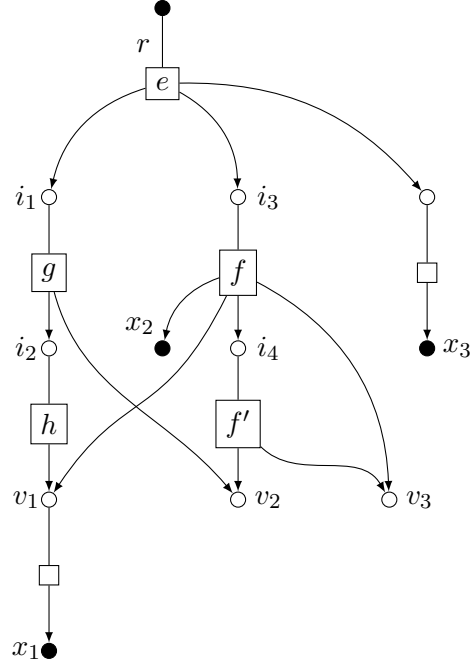 r
e
i₁
i₃
g
f
x₂
i₂
i₄
x₃
h
f′
v₁
v₂
v₃
x₁